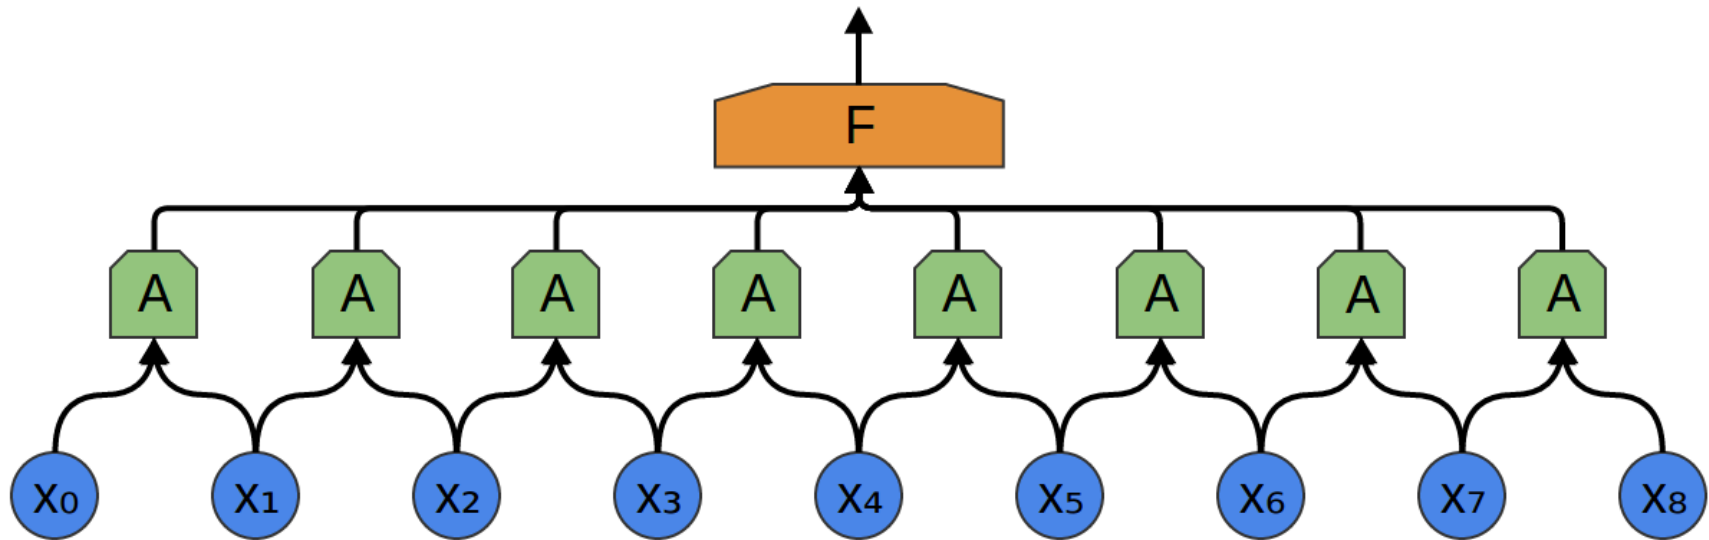 F
A A A A A A A A
x₀ x₁ x₂ x₃ x₄ x₅ x₆ x₇ x₈